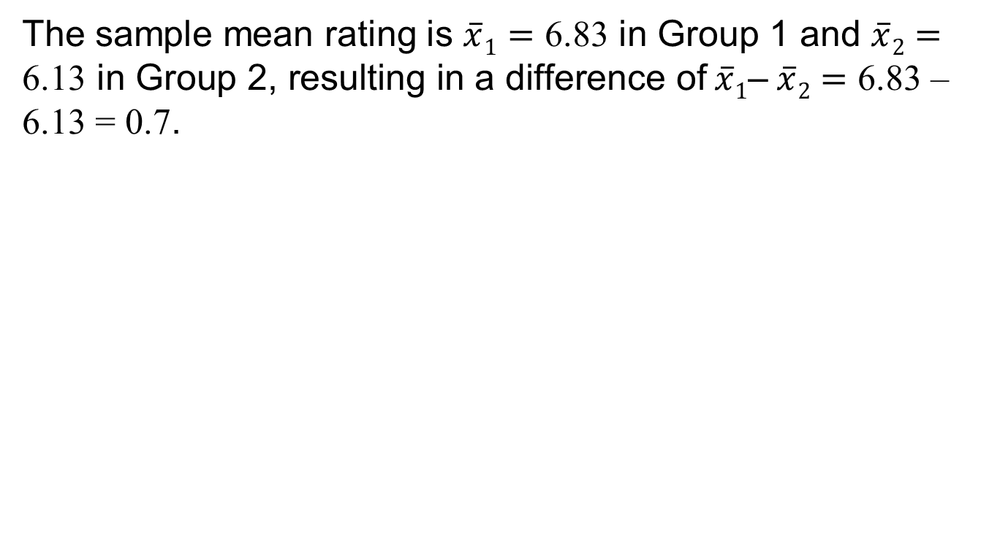 The sample mean rating is x̄₁ = 6.83 in Group 1 and x̄₂ =
6.13 in Group 2, resulting in a difference of x̄₁– x̄₂ = 6.83 –
6.13 = 0.7.